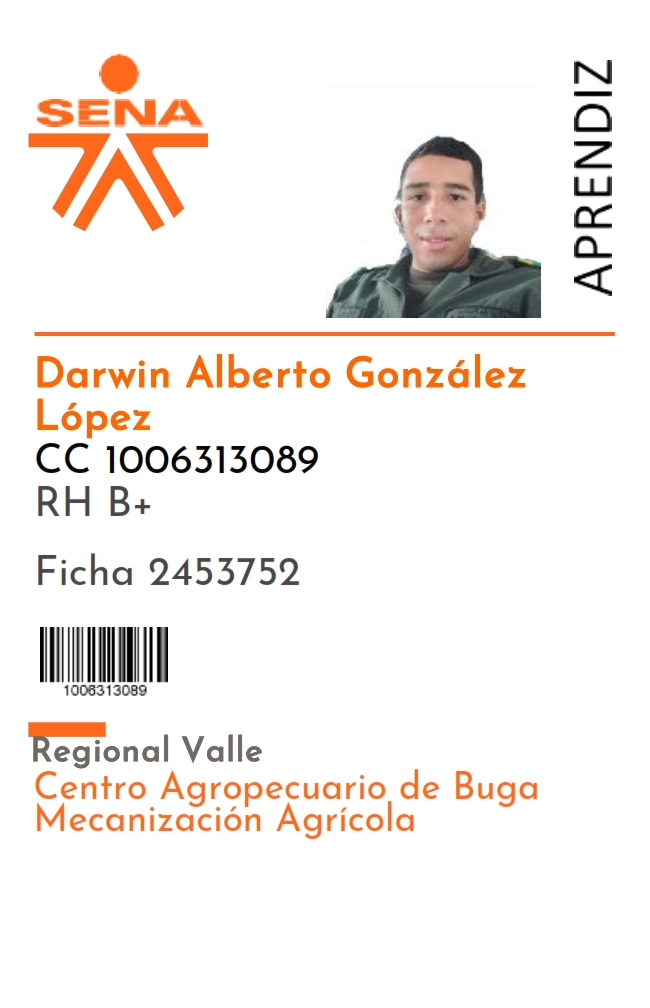 SENA
APRENDIZ
Darwin Alberto González
López
CC 1006313089
RH B+
Ficha 2453752
1006313089
Regional Valle
Centro Agropecuario de Buga
Mecanización Agrícola